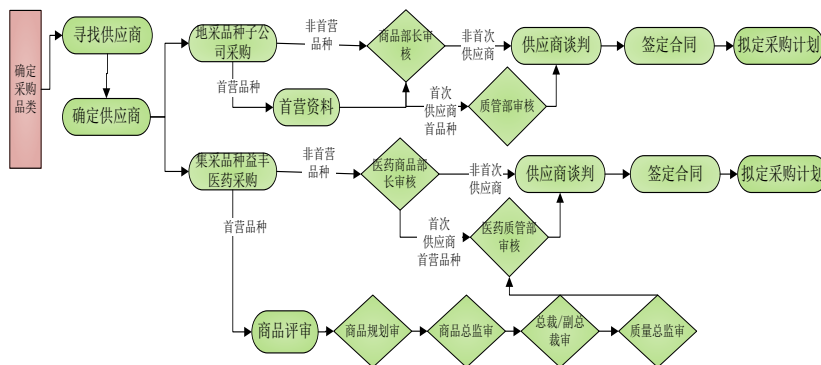 确定
采购
品类
寻找供应商
确定供应商
地采品种子公
司采购
非首营
品种
商品部长审
核
非首次
供应商
供应商谈判
签定合同
拟定采购计划
首营品种
首营资料
首次
供应商
首品种
质管部审核
集采品种益丰
医药采购
非首营
品种
医药商品部
长审核
非首次
供应商
供应商谈判
签定合同
拟定采购计划
首营品种
首次
供应商
首营品种
医药质管部
审核
商品评审
商品规划审
商品总监审
总裁/副总
裁审
质量总监审